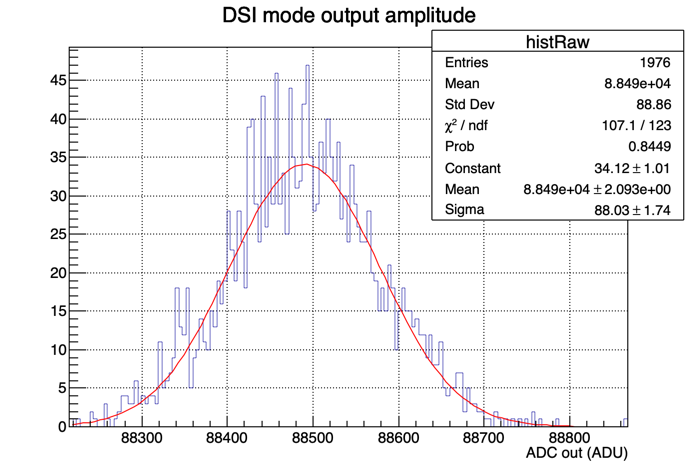 DSI mode output amplitude
histRaw
Entries 1976
Mean 8.849e+04
Std Dev 88.86
χ² / ndf 107.1 / 123
Prob 0.8449
Constant 34.12 ± 1.01
Mean 8.849e+04 ± 2.093e+00
Sigma 88.03 ± 1.74
45
40
35
30
25
20
15
10
5
0
88300 88400 88500 88600 88700 88800
ADC out (ADU)